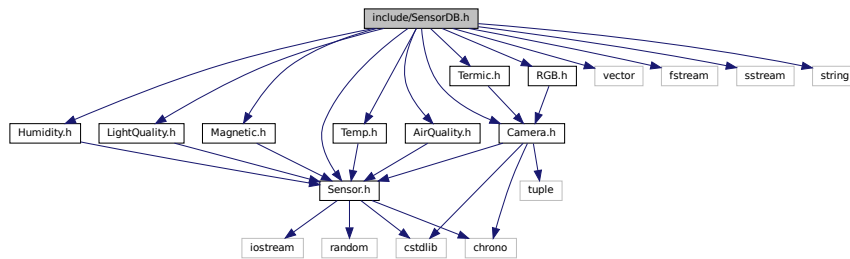 include/SensorDB.h
Termic.h
RGB.h
vector
fstream
sstream
string
Humidity.h
LightQuality.h
Magnetic.h
Temp.h
AirQuality.h
Camera.h
Sensor.h
tuple
iostream
random
cstdlib
chrono